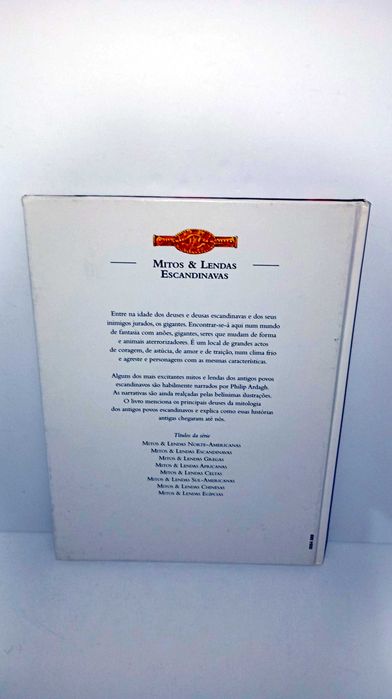 Mitos & Lendas
Escandinavas
Entre na idade dos deuses e deusas escandinavas e dos seus
inimigos jurados, os gigantes. Encontrar-se-á aqui num mundo
de fantasia com anões, gigantes, seres que mudam de forma
e animais aterrorizadores. É um local de grandes actos
de coragem, de astúcia, de amor e de traição, num clima frio
e agreste e personagem com as mesmas características.
Alguns dos mais excitantes mitos e lendas dos antigos povos
escandinavos são habilmente narrados por Philip Ardagh.
As narrativas são ainda realçadas pelas belíssimas ilustrações.
O livro menciona os principais deuses da mitologia
dos antigos povos escandinavos e explica como essas histórias
antigas chegaram até nós.
Títulos da série
Mitos & Lendas Norte-Americanas
Mitos & Lendas Escandinavas
Mitos & Lendas Gregas
Mitos & Lendas Africanas
Mitos & Lendas Celtas
Mitos & Lendas Sul-Americanas
Mitos & Lendas Chinesas
Mitos & Lendas Egípcias